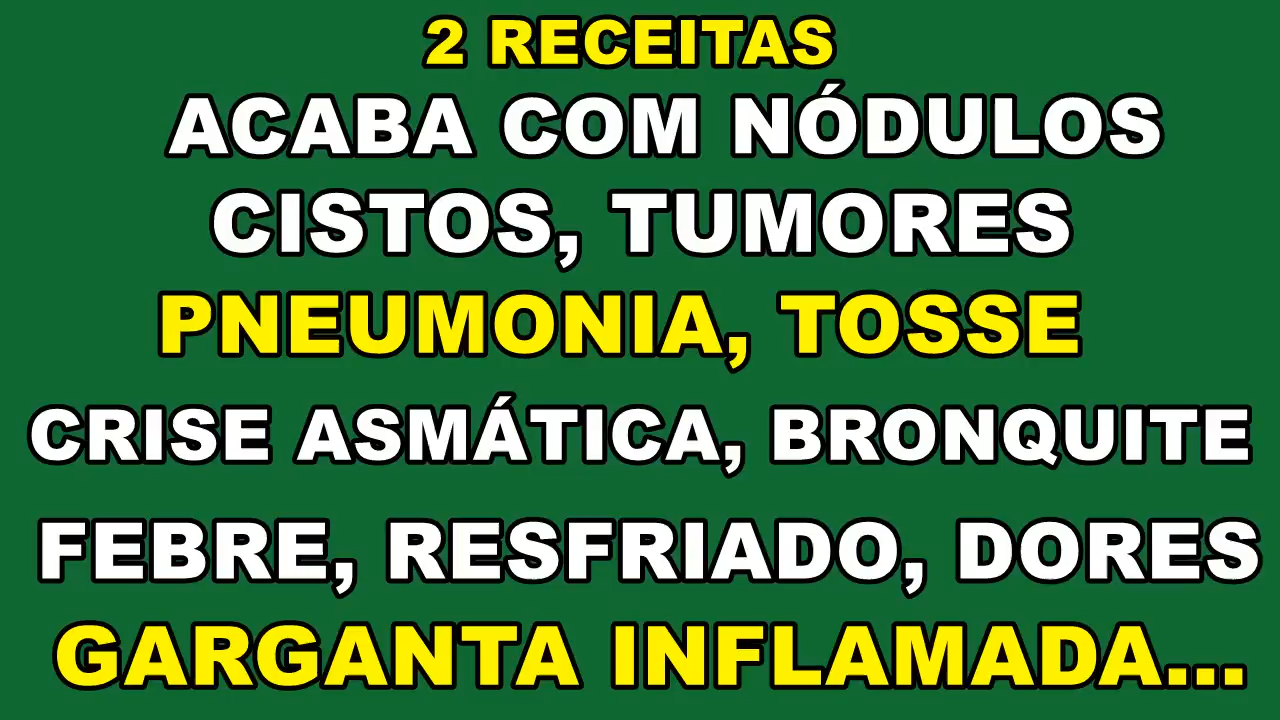 2 RECEITAS
ACABA COM NÓDULOS
CISTOS, TUMORES
PNEUMONIA, TOSSE
CRISE ASMÁTICA, BRONQUITE
FEBRE, RESFRIADO, DORES
GARGANTA INFLAMADA...